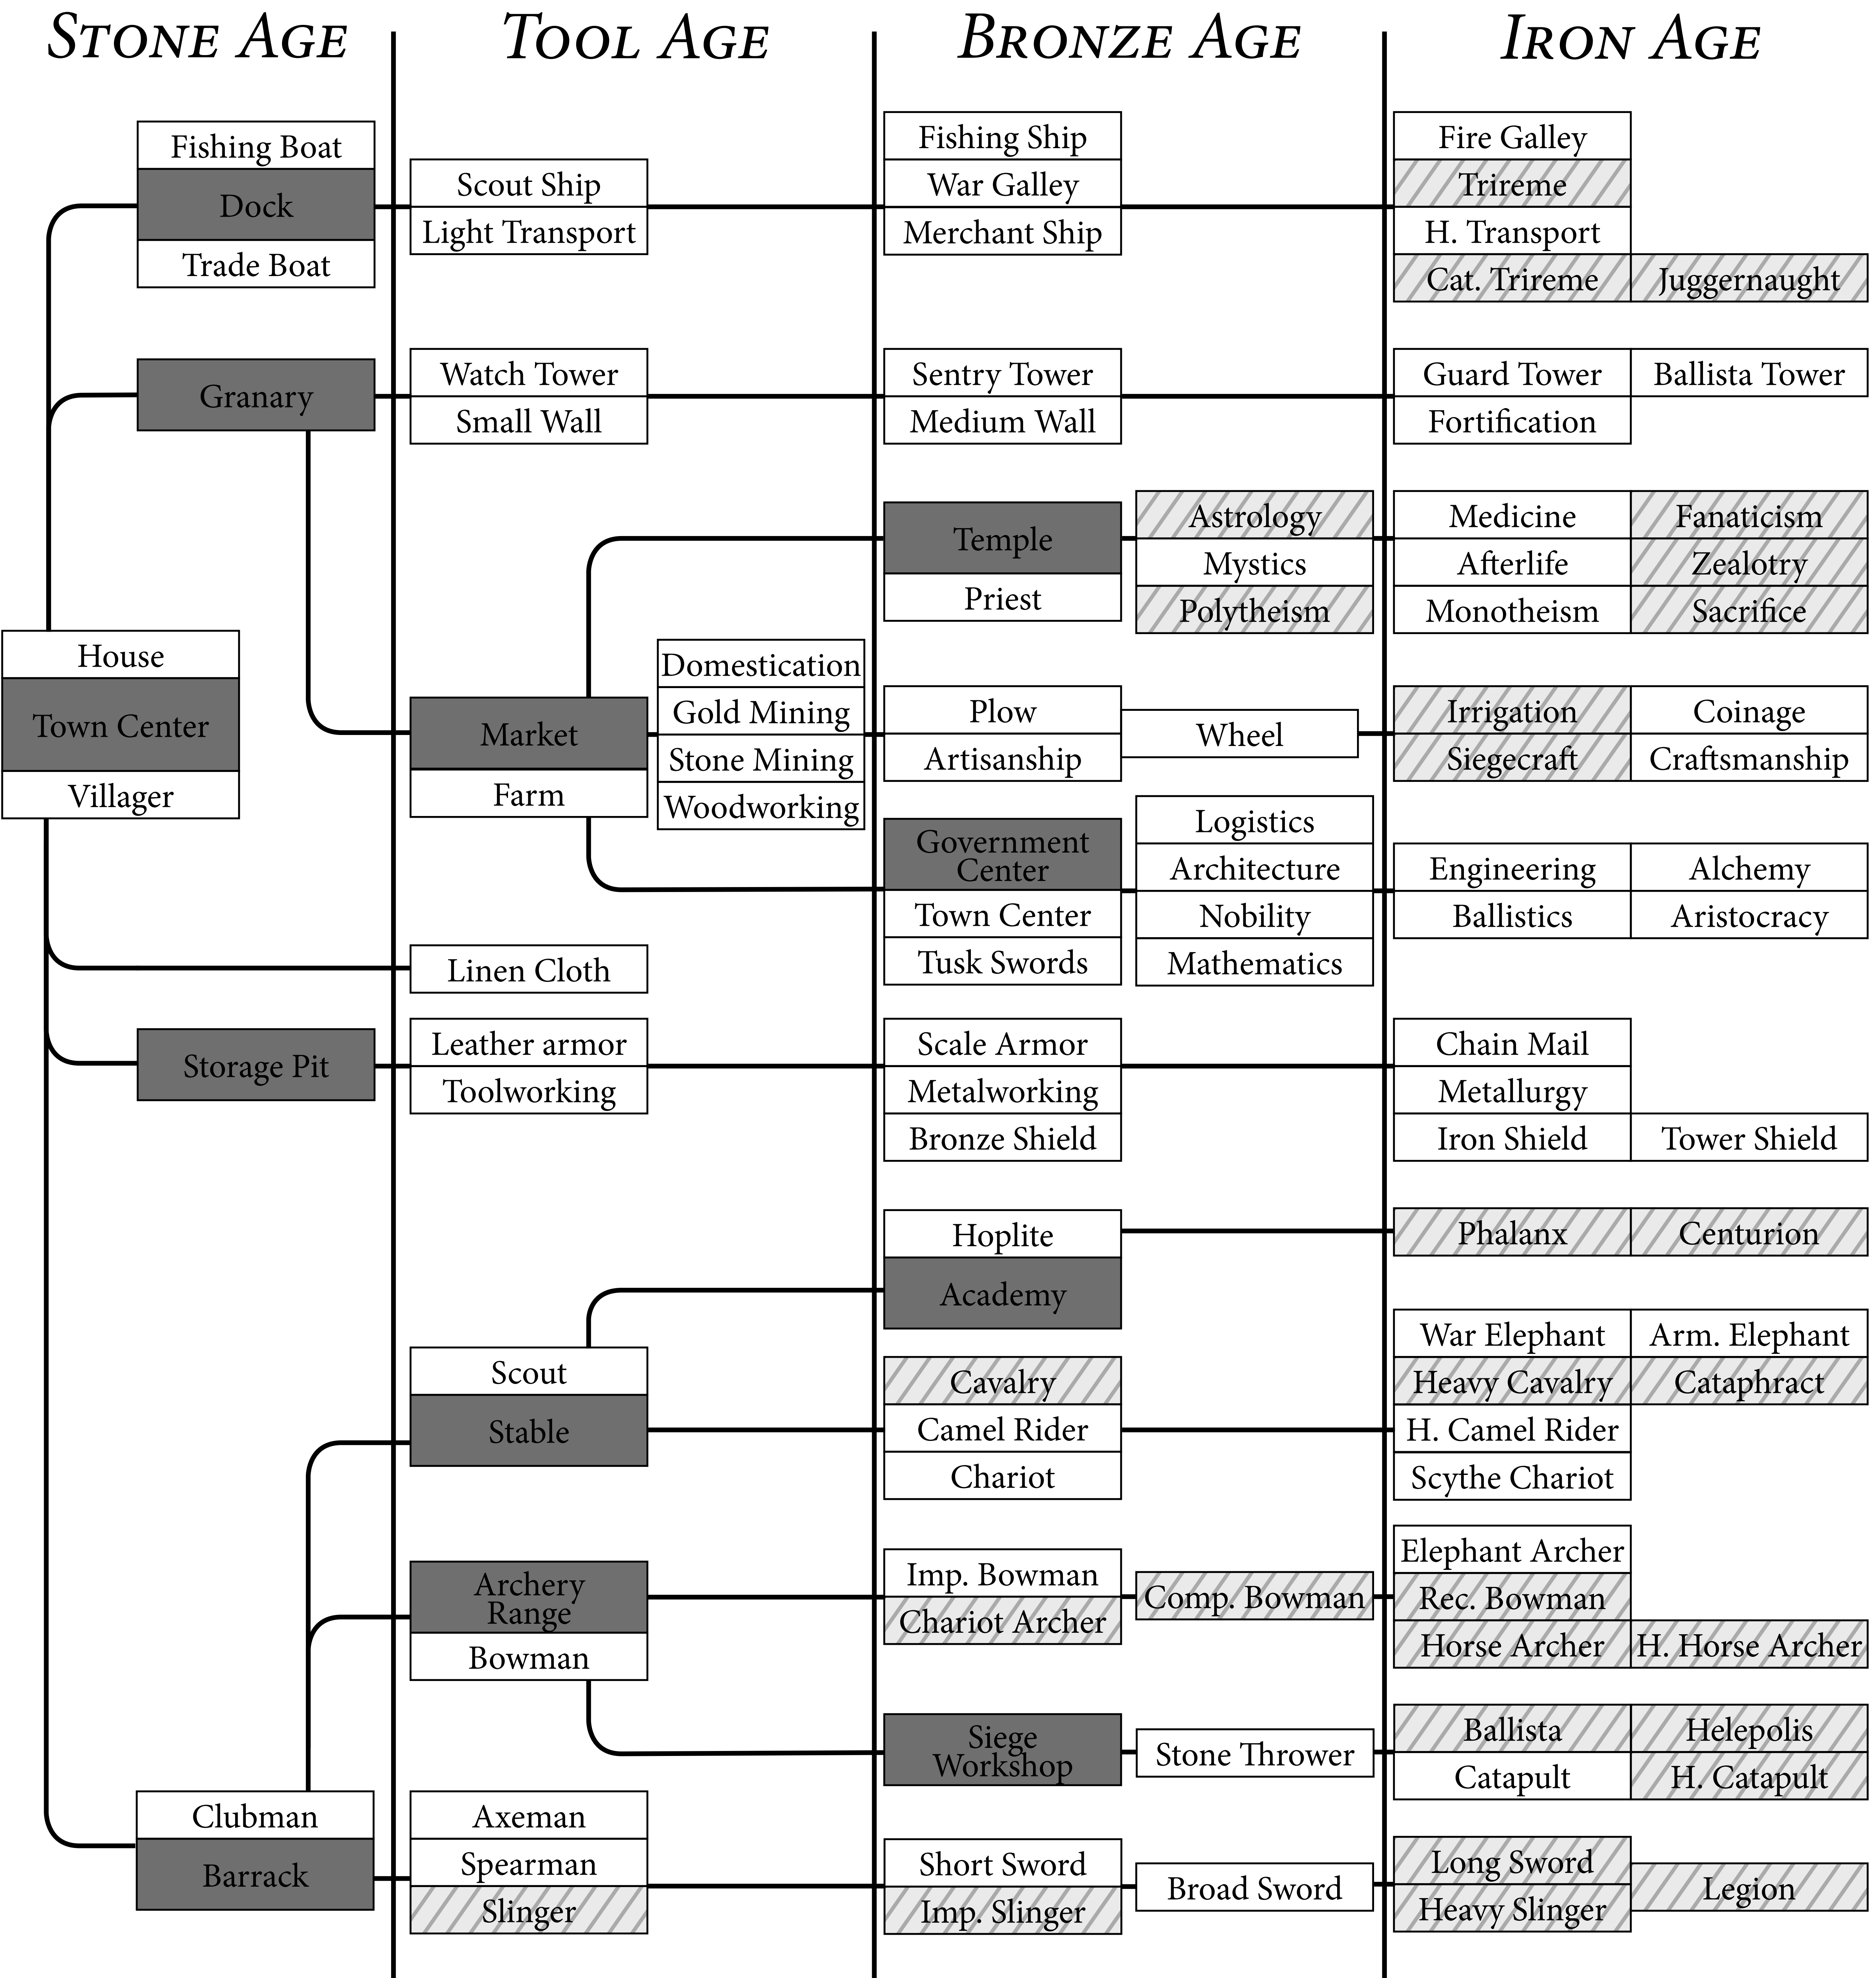 STONE AGE
TOOL AGE
BRONZE AGE
IRON AGE
Fishing Boat
Dock
Trade Boat
Scout Ship
Light Transport
Fishing Ship
War Galley
Merchant Ship
Fire Galley
Trireme
H. Transport
Cat. Trireme
Juggernaught
Granary
Watch Tower
Small Wall
Sentry Tower
Medium Wall
Guard Tower
Ballista Tower
Fortification
Temple
Priest
Astrology
Mystics
Polytheism
Medicine
Fanaticism
Afterlife
Zealotry
Monotheism
Sacrifice
House
Town Center
Villager
Market
Farm
Domestication
Gold Mining
Stone Mining
Woodworking
Plow
Artisanship
Wheel
Irrigation
Coinage
Siegecraft
Craftsmanship
Government
Center
Town Center
Tusk Swords
Logistics
Architecture
Nobility
Mathematics
Engineering
Alchemy
Ballistics
Aristocracy
Linen Cloth
Storage Pit
Leather armor
Toolworking
Scale Armor
Metalworking
Bronze Shield
Chain Mail
Metallurgy
Iron Shield
Tower Shield
Hoplite
Academy
Phalanx
Centurion
Scout
Stable
Cavalry
Camel Rider
Chariot
War Elephant
Arm. Elephant
Heavy Cavalry
Cataphract
H. Camel Rider
Scythe Chariot
Archery
Range
Bowman
Imp. Bowman
Chariot Archer
Comp. Bowman
Elephant Archer
Rec. Bowman
Horse Archer
H. Horse Archer
Siege
Workshop
Stone Thrower
Ballista
Helepolis
Catapult
H. Catapult
Clubman
Barrack
Axeman
Spearman
Slinger
Short Sword
Imp. Slinger
Broad Sword
Long Sword
Heavy Slinger
Legion